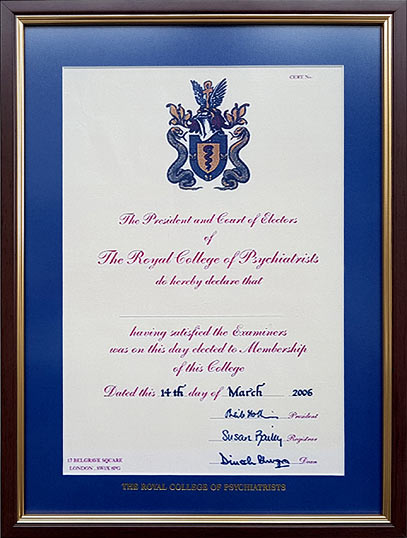 CERT No.
The President and Court of Electors
of
The Royal College of Psychiatrists
do hereby declare that
having satisfied the Examiners
was on this day elected to Membership
of this College
Dated this 14th day of March 2006
President
Susan Bailey Registrar
Dean
17 BELGRAVE SQUARE
LONDON . SW1X 8PG
THE ROYAL COLLEGE OF PSYCHIATRISTS